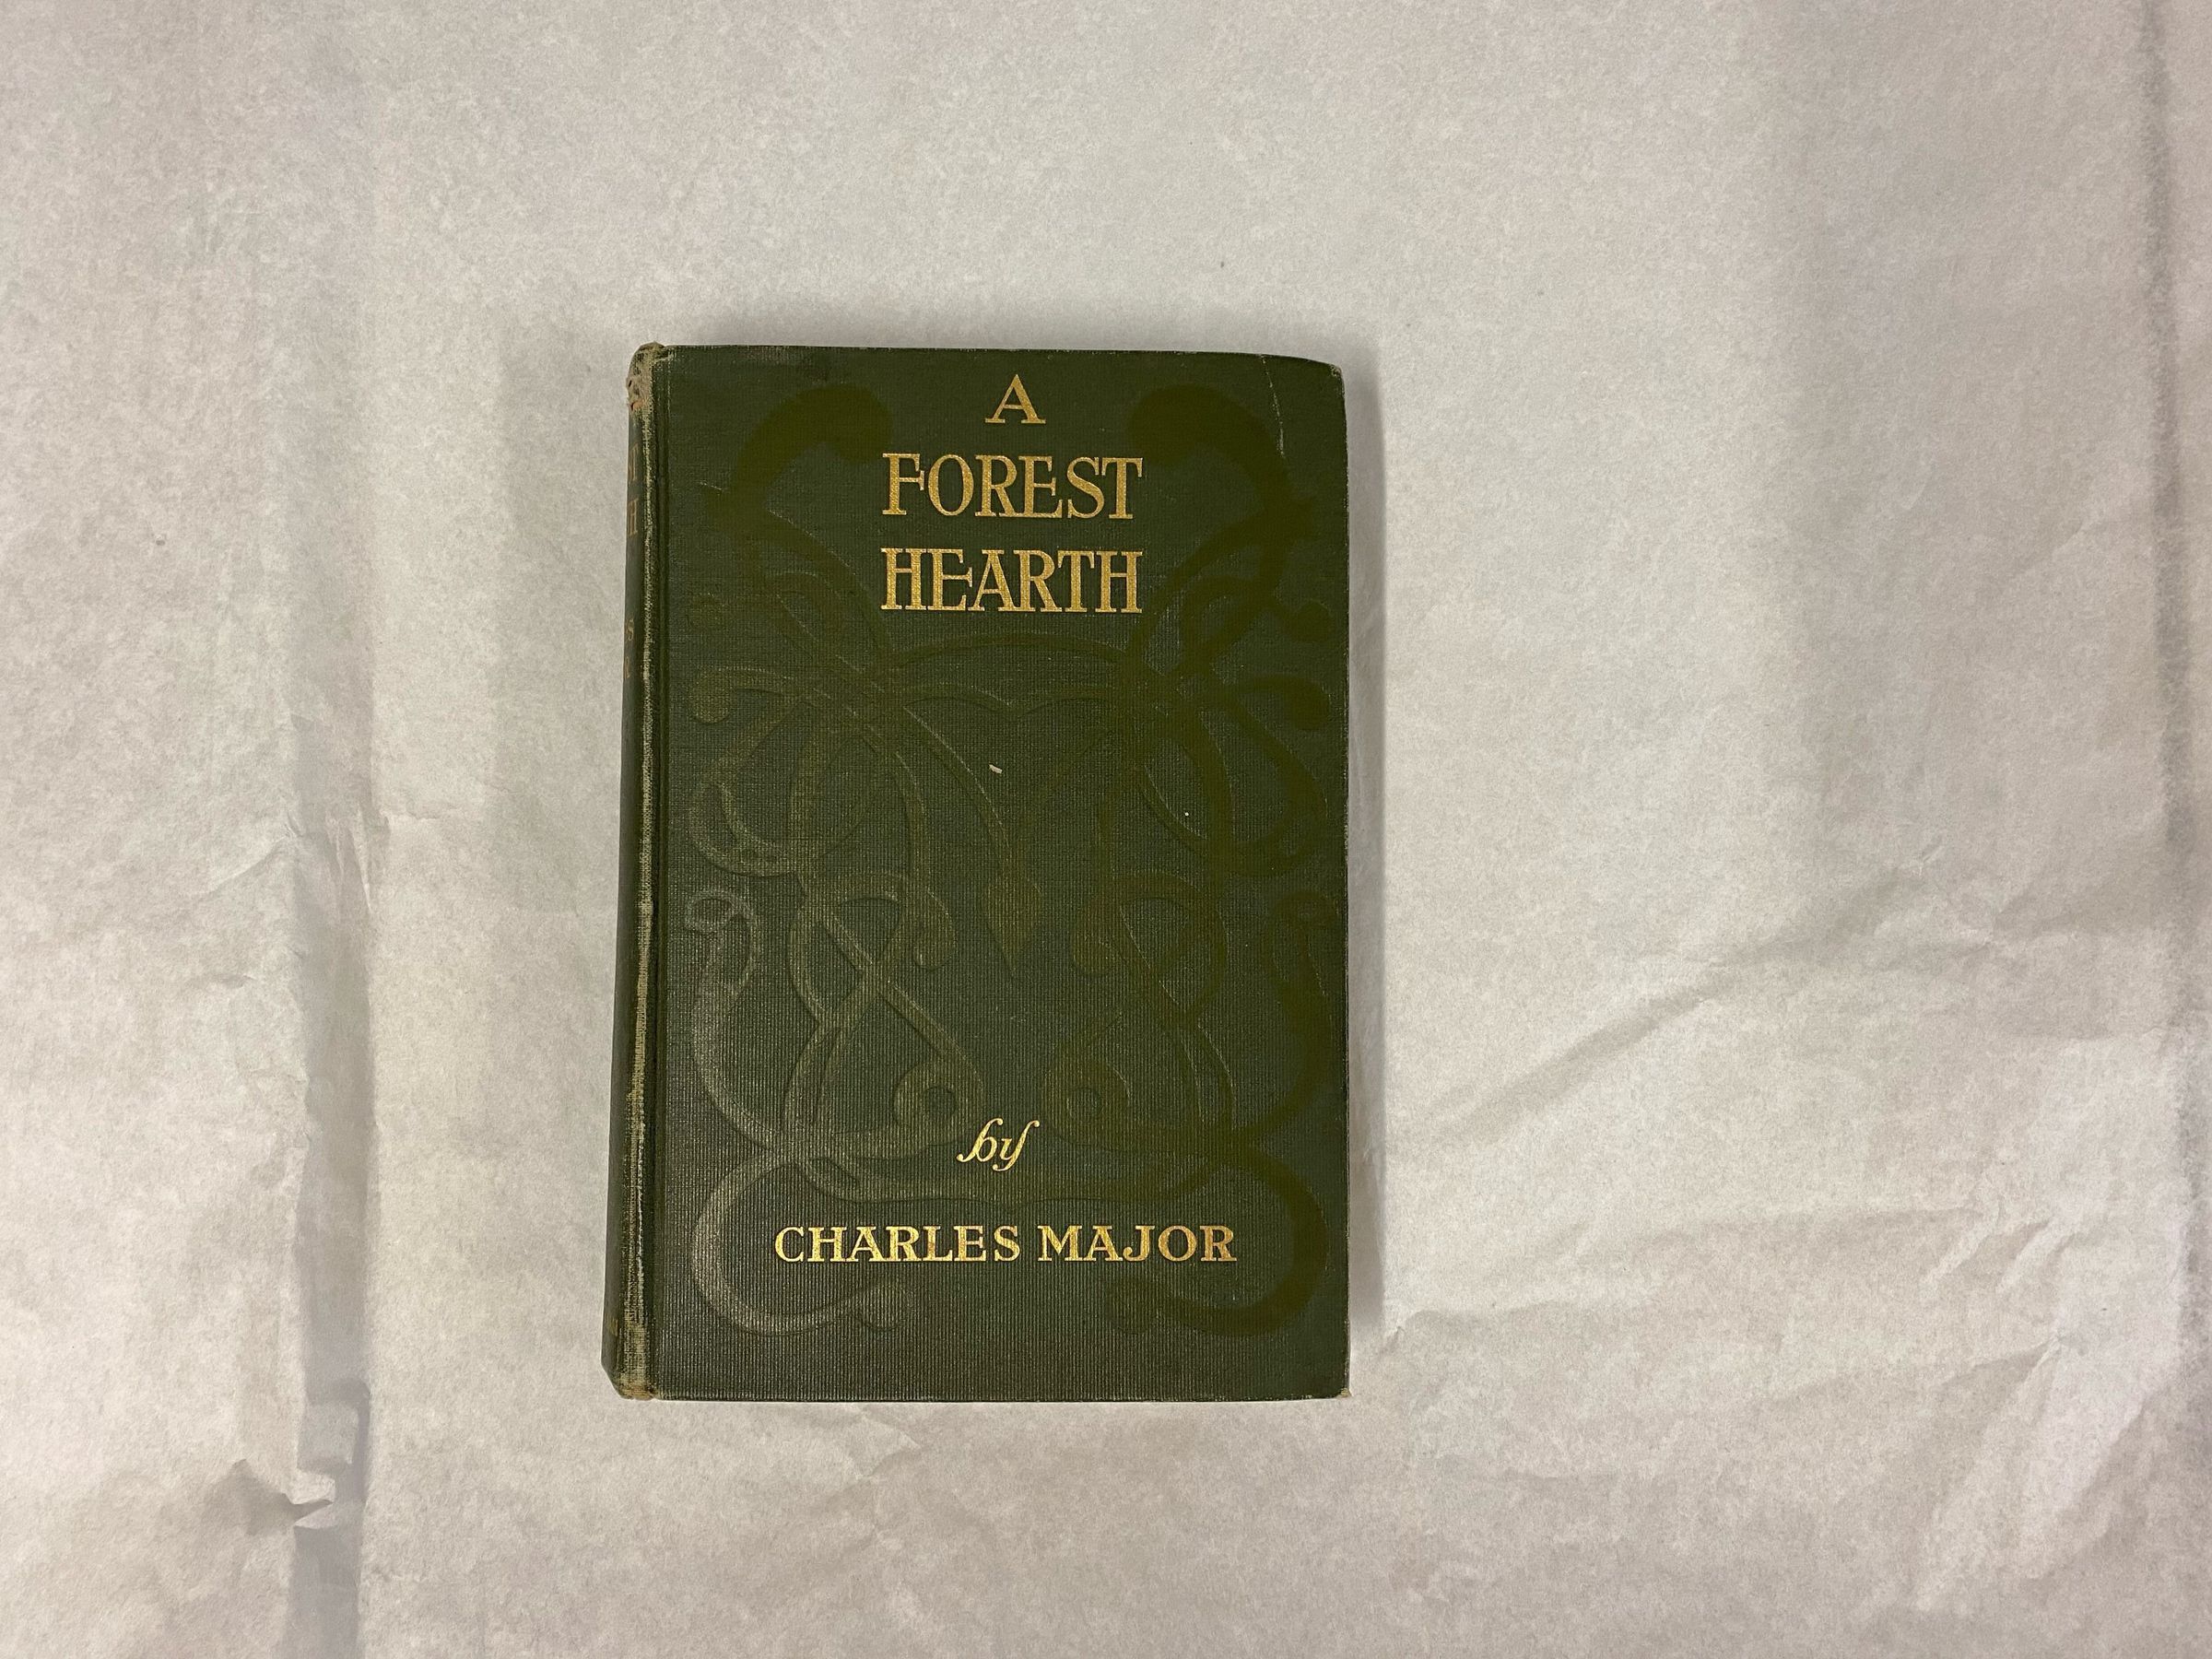 A
FOREST
HEARTH
by
CHARLES MAJOR